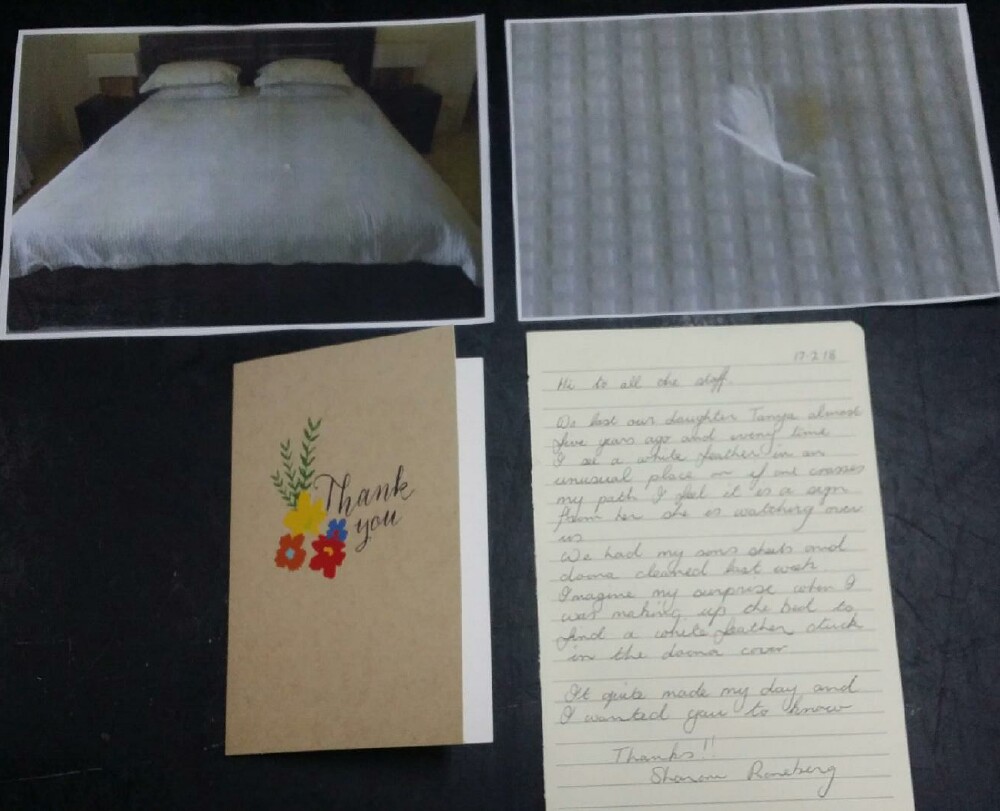 Thank
you
17-2-18
Hi to all the staff.
We lost our daughter Tanya almost
five years ago and every time
I see a white feather in an
unusual place or if one crosses
my path I feel it is a sign
from her she is watching over
us
We had my sons sheets and
doona cleaned last week.
Imagine my surprise when I
was making up the bed to
find a white feather stuck
in the doona cover
It quite made my day and
I wanted you to know
Thanks!!
Sharon